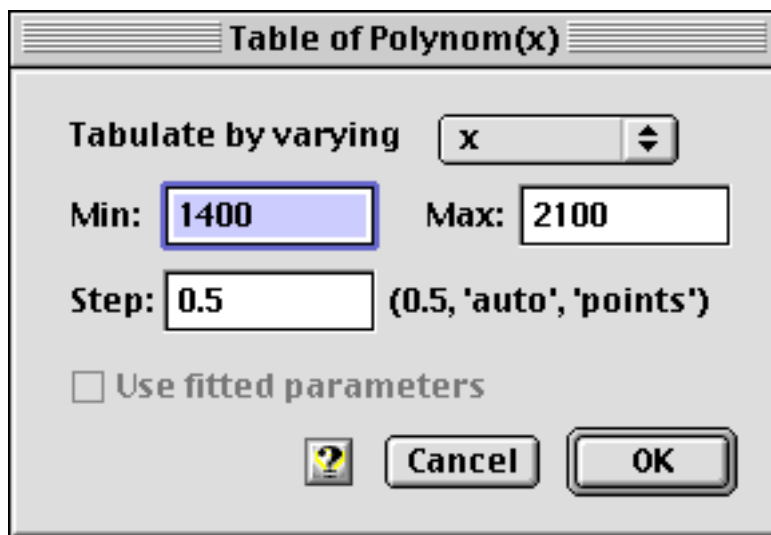 Table of Polynom(x)
Tabulate by varying x
Min: 1400 Max: 2100
Step: 0.5 (0.5, 'auto', 'points')
Use fitted parameters
? Cancel OK